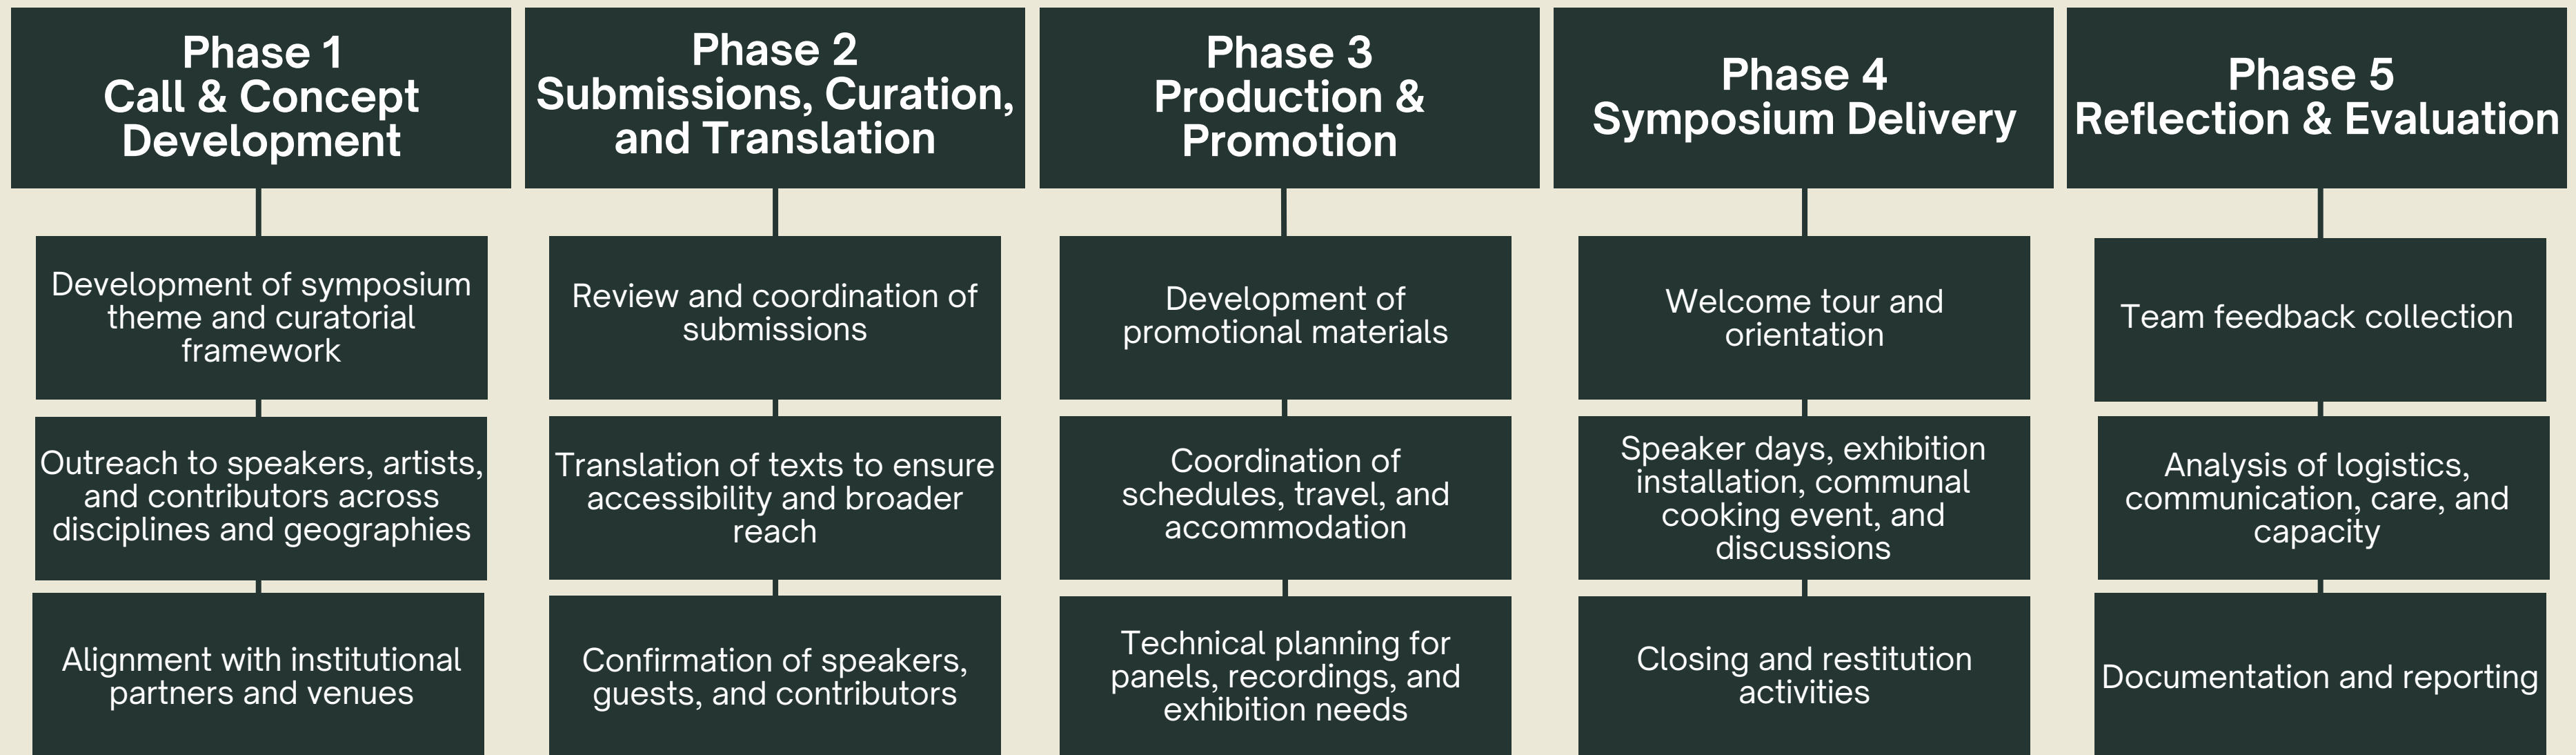 Phase 1
Call & Concept
Development
Development of symposium
theme and curatorial
framework
Outreach to speakers, artists,
and contributors across
disciplines and geographies
Alignment with institutional
partners and venues
Phase 2
Submissions, Curation,
and Translation
Review and coordination of
submissions
Translation of texts to ensure
accessibility and broader
reach
Confirmation of speakers,
guests, and contributors
Phase 3
Production &
Promotion
Development of
promotional materials
Coordination of
schedules, travel, and
accommodation
Technical planning for
panels, recordings, and
exhibition needs
Phase 4
Symposium Delivery
Welcome tour and
orientation
Speaker days, exhibition
installation, communal
cooking event, and
discussions
Closing and restitution
activities
Phase 5
Reflection & Evaluation
Team feedback collection
Analysis of logistics,
communication, care, and
capacity
Documentation and reporting